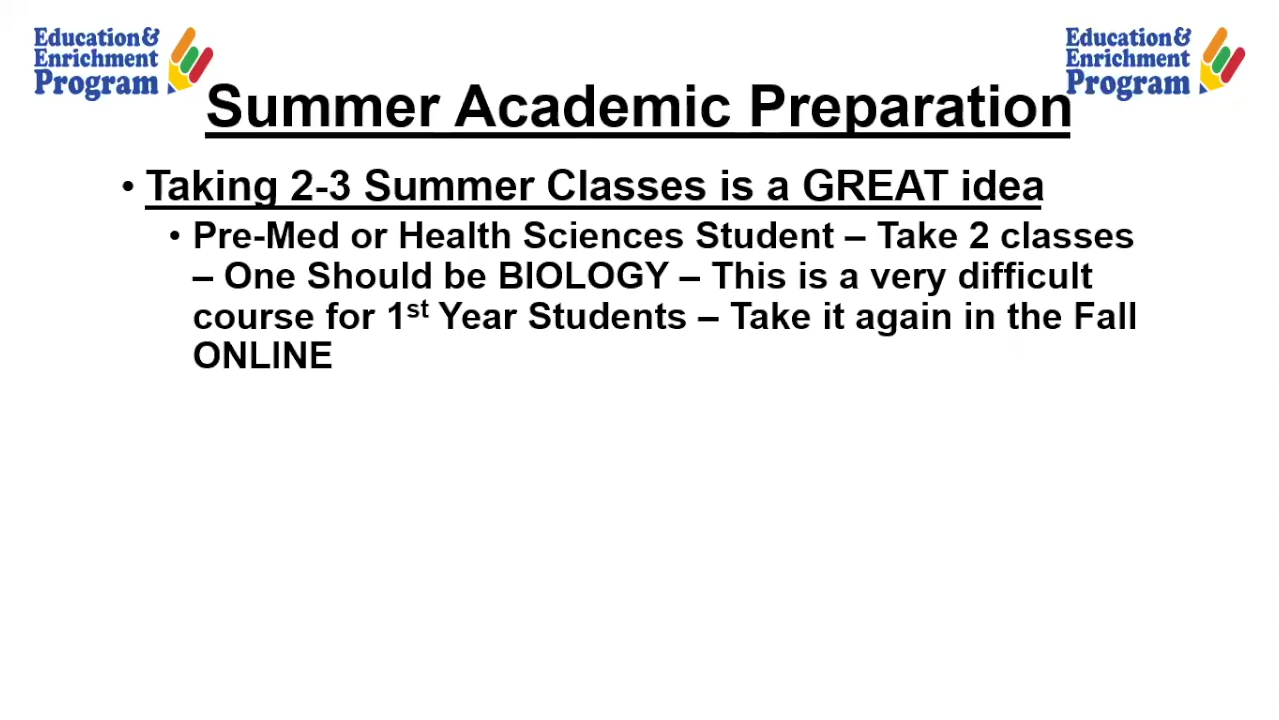 Education&
Enrichment
Program
Education&
Enrichment
Program
Summer Academic Preparation
• Taking 2-3 Summer Classes is a GREAT idea
• Pre-Med or Health Sciences Student – Take 2 classes
– One Should be BIOLOGY – This is a very difficult
course for 1st Year Students – Take it again in the Fall
ONLINE